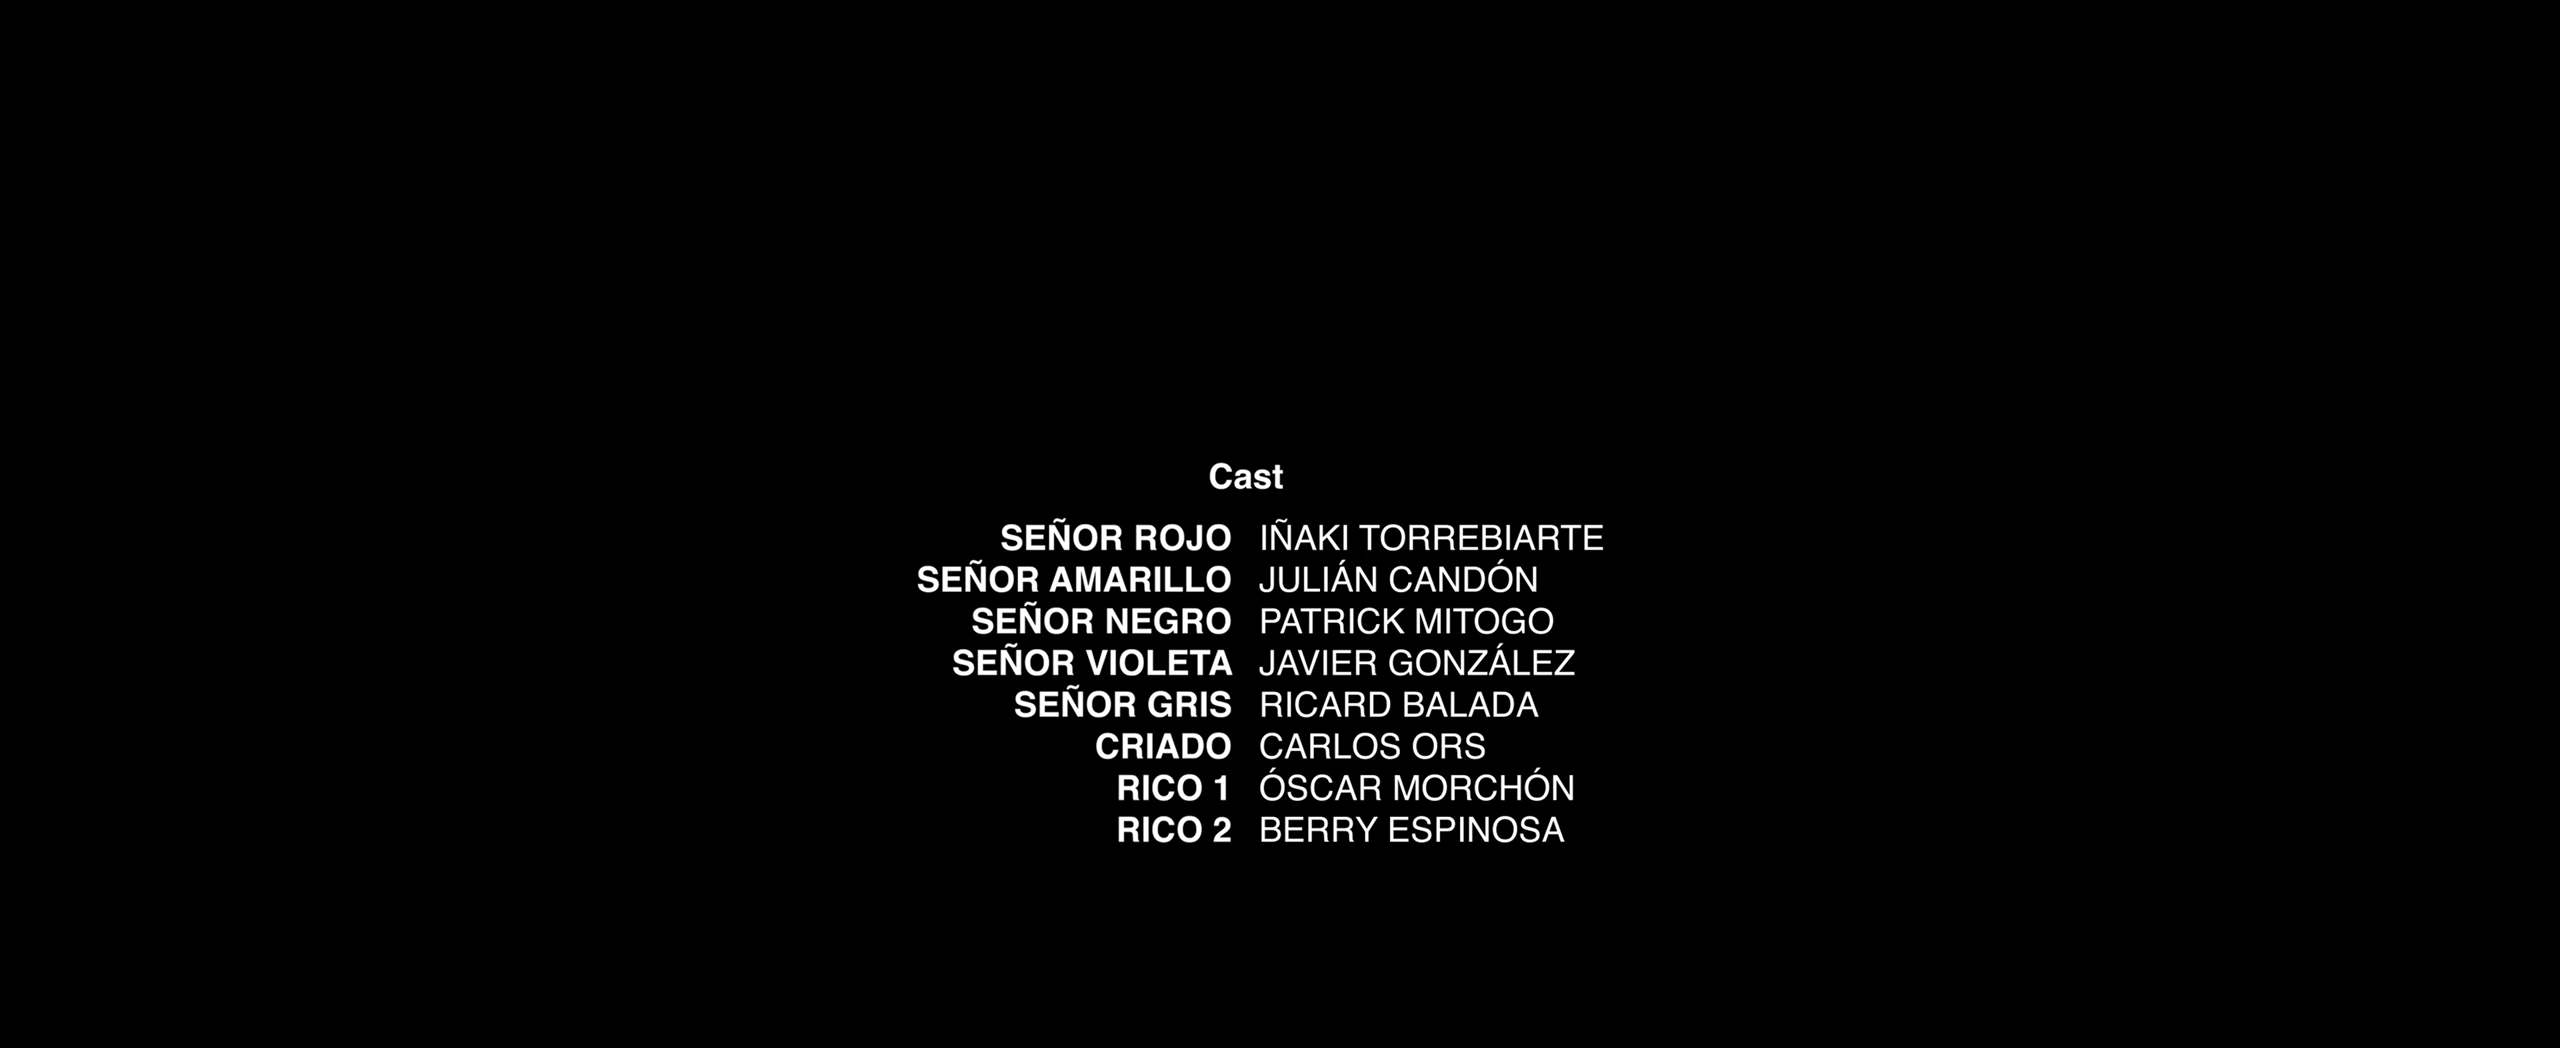 Cast
SEÑOR ROJO IÑAKI TORREBIARTE
SEÑOR AMARILLO JULIÁN CANDÓN
SEÑOR NEGRO PATRICK MITOGO
SEÑOR VIOLETA JAVIER GONZÁLEZ
SEÑOR GRIS RICARD BALADA
CRIADO CARLOS ORS
RICO 1 ÓSCAR MORCHÓN
RICO 2 BERRY ESPINOSA